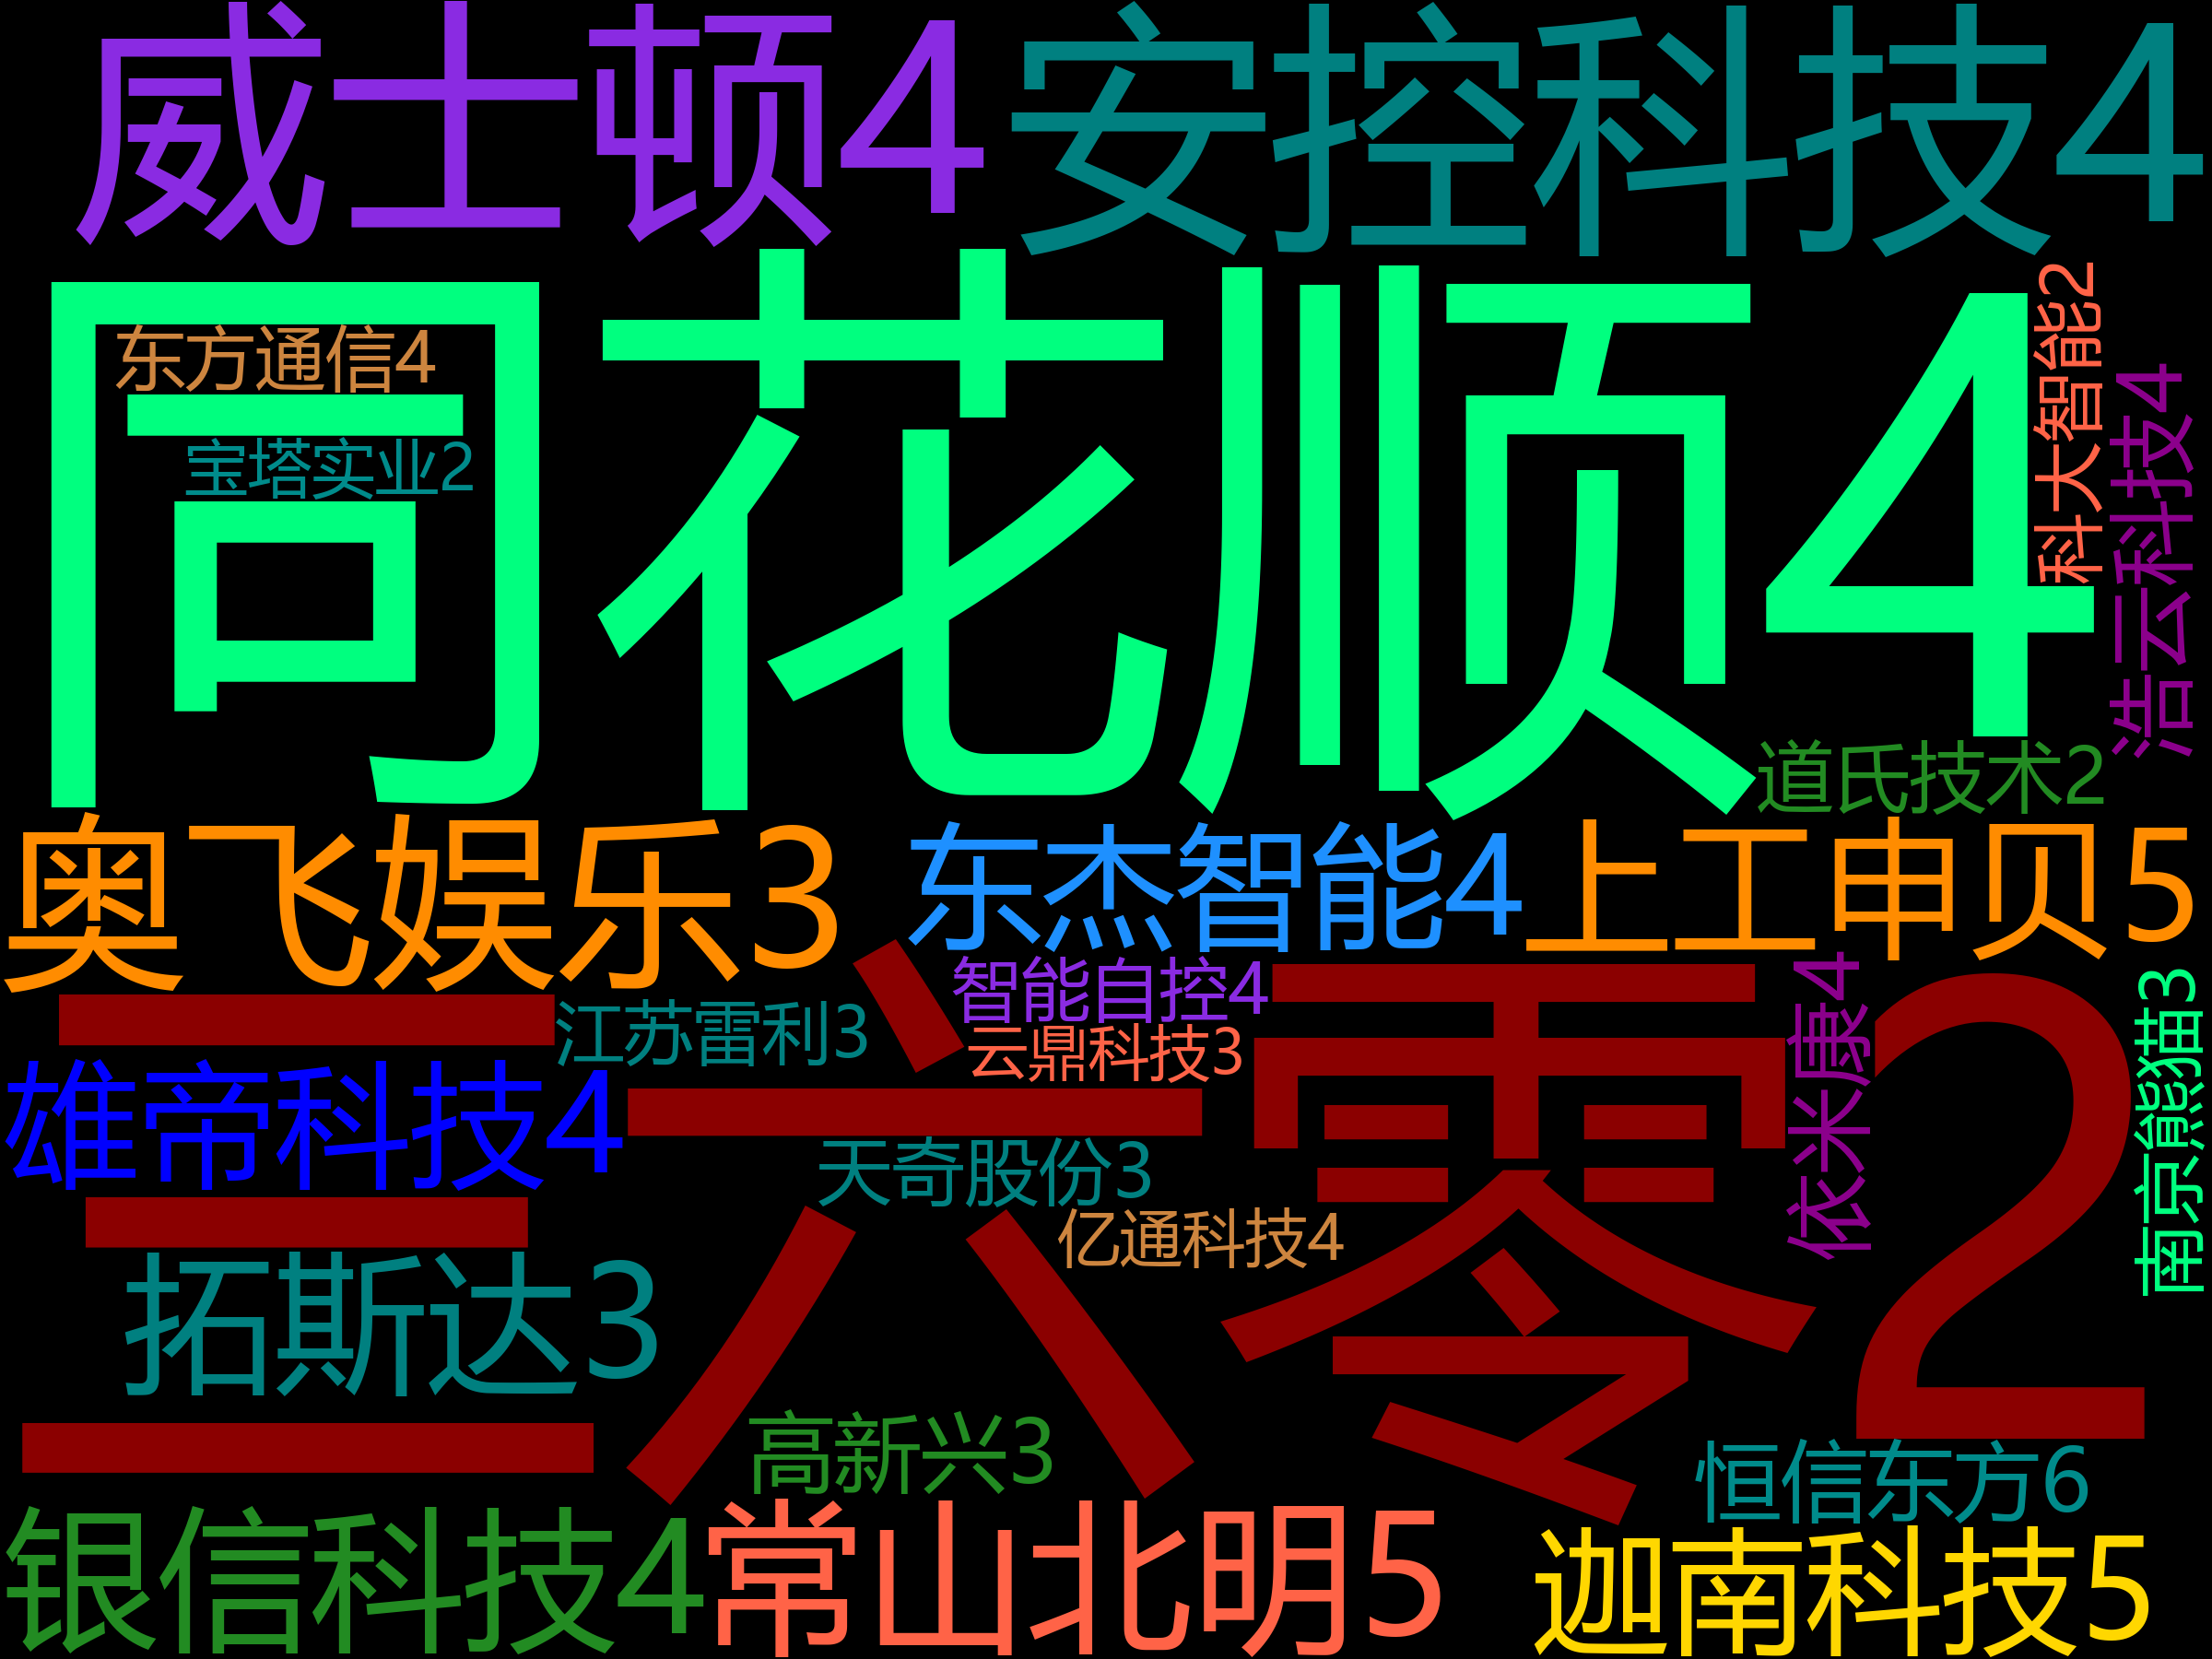 威士顿4
安控科技4
同花顺4
东方通信4
宝塔实业2
科大智能2
浩云科技4
道氏技术2
奥飞娱乐3
东杰智能4
上工申贝5
三六零2
江苏雷利3
智能自控4
云鼎科技3
依米康4
南京熊猫3
雄帝科技4
天奇股份3
亿通科技4
拓斯达3
高新兴3
恒信东方6
银信科技4
常山北明5
迦南科技5